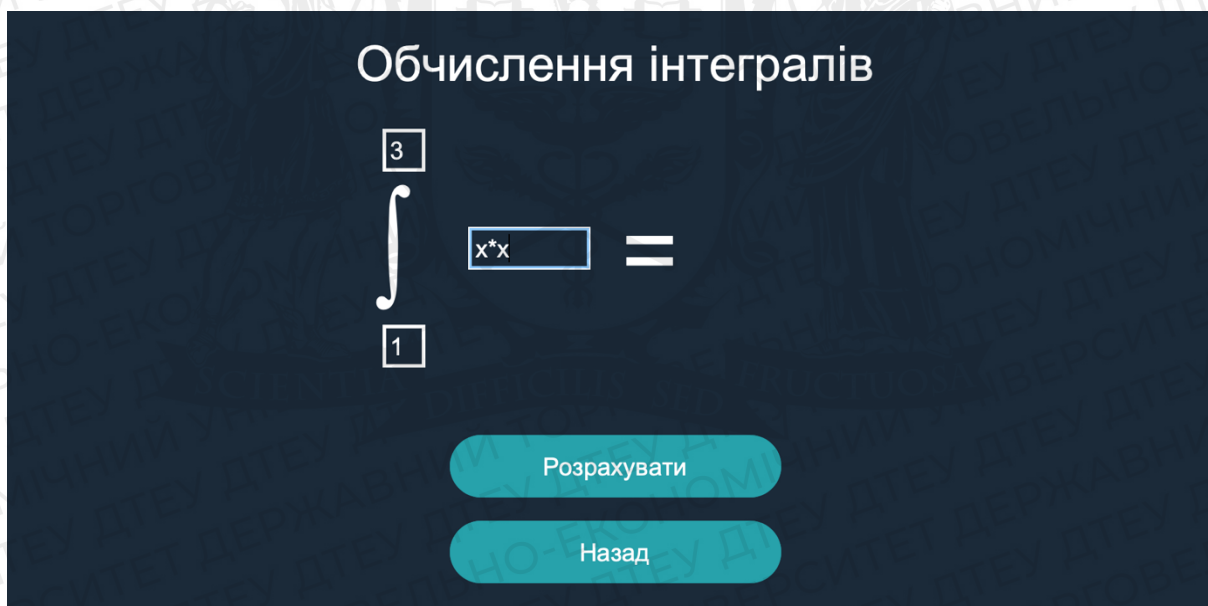 Обчислення інтегралів
3
∫
x*x
=
1
Розрахувати
Назад